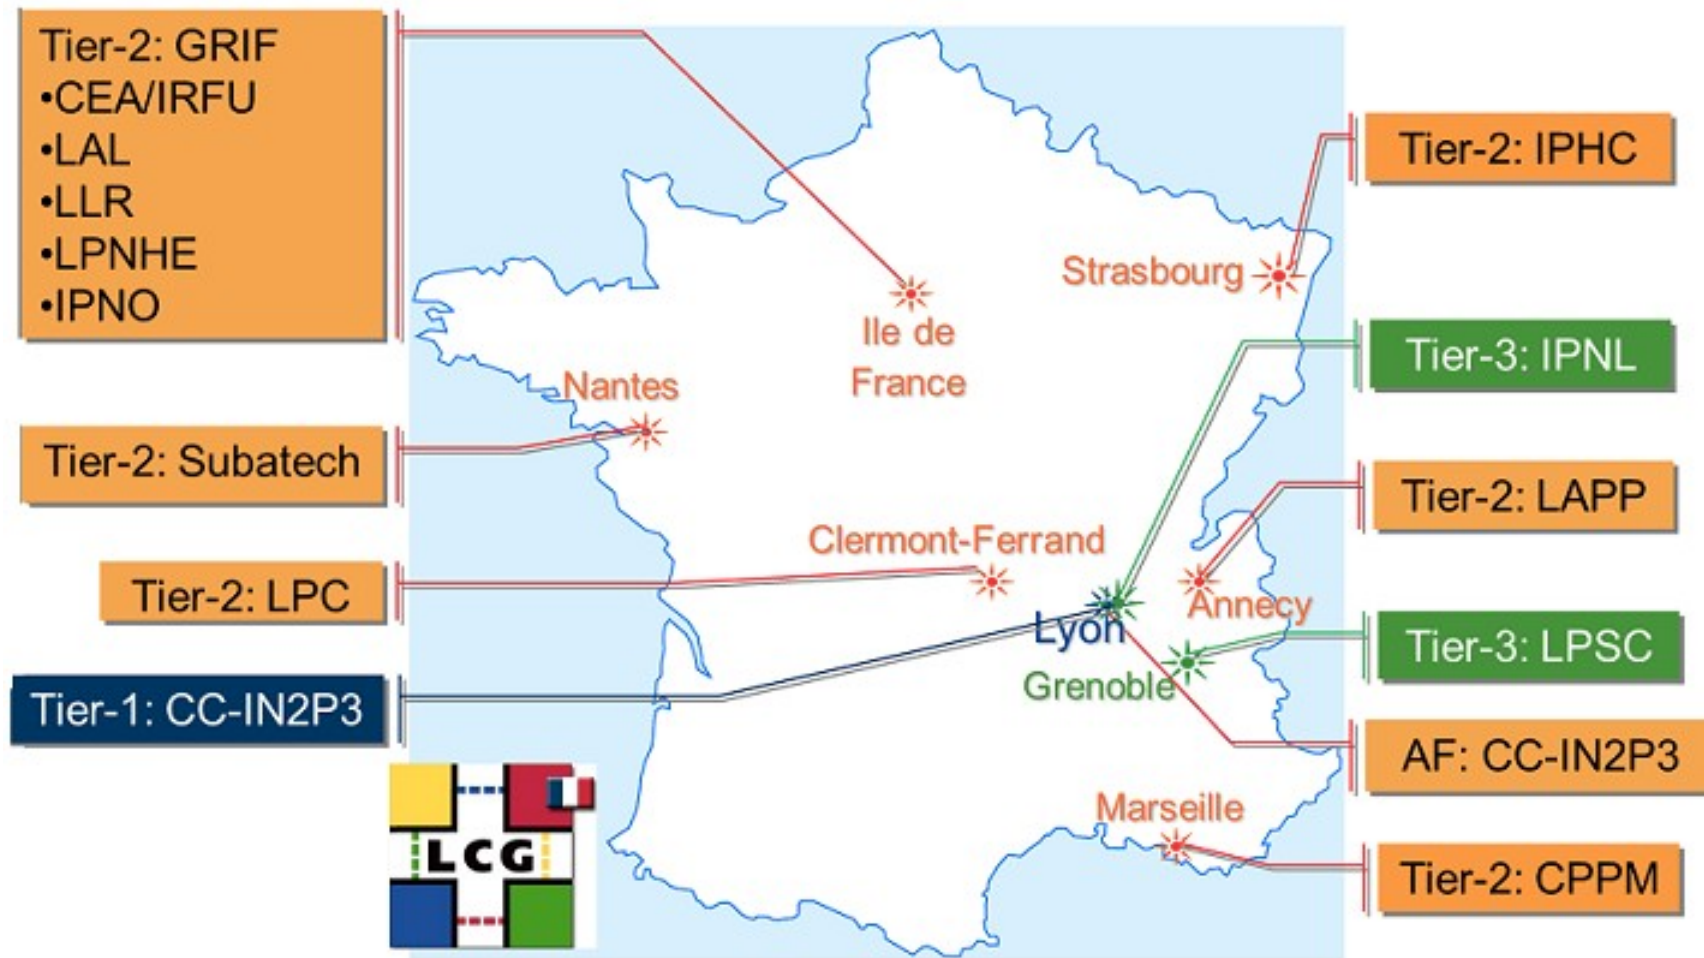 Tier-2: GRIF
•CEA/IRFU
•LAL
•LLR
•LPNHE
•IPNO
Tier-2: Subatech
Tier-2: LPC
Tier-1: CC-IN2P3
Strasbourg
Ile de
France
Nantes
Clermont-Ferrand
Annecy
Lyon
Grenoble
Marseille
LCG
Tier-2: IPHC
Tier-3: IPNL
Tier-2: LAPP
Tier-3: LPSC
AF: CC-IN2P3
Tier-2: CPPM